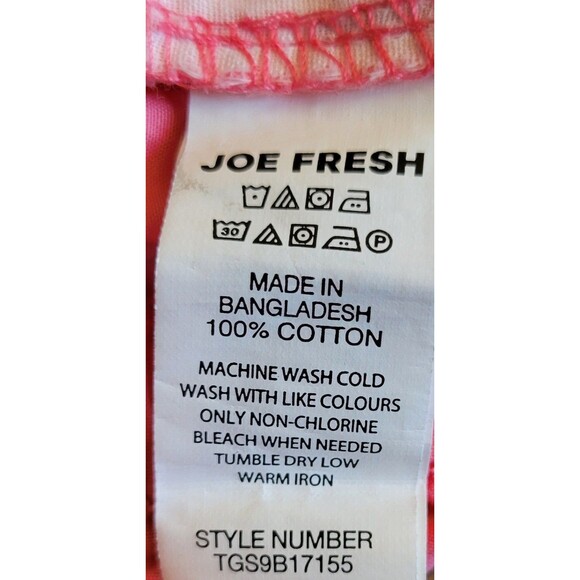 JOE FRESH
30 P
MADE IN
BANGLADESH
100% COTTON
MACHINE WASH COLD
WASH WITH LIKE COLOURS
ONLY NON-CHLORINE
BLEACH WHEN NEEDED
TUMBLE DRY LOW
WARM IRON
STYLE NUMBER
TGS9B17155